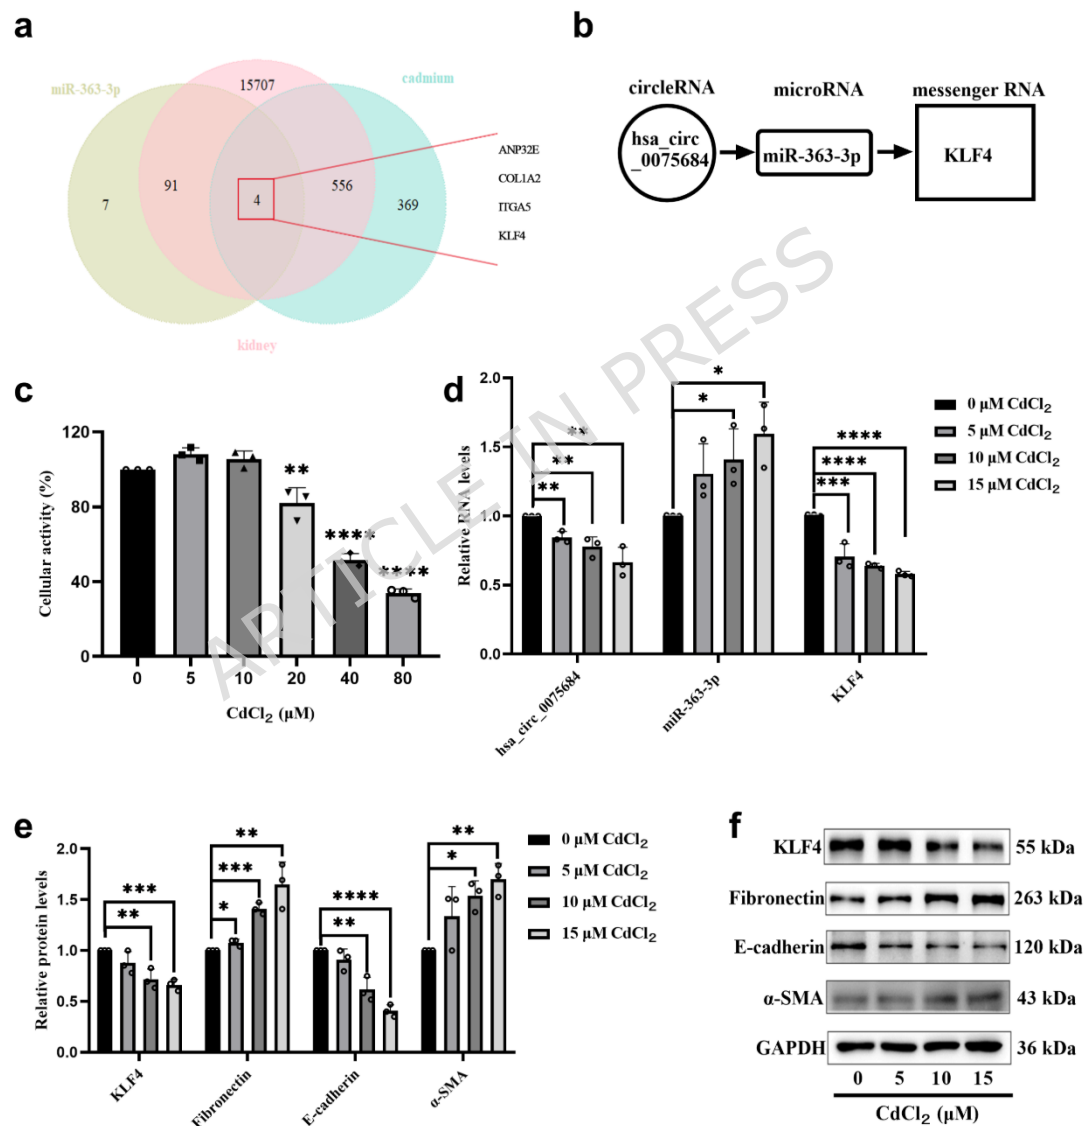 a
miR-363-3p
15707
cadmium
91
556
7
4
369
ANP32E
COL1A2
ITGA5
KLF4
kidney
b
circleRNA
microRNA
messenger RNA
hsa_circ
_0075684
miR-363-3p
KLF4
c
Cellular activity (%)
120
80
40
0
** **** ****
0 5 10 20 40 80
CdCl2 (μM)
d
Relative RNA levels
2.0
1.5
1.0
0.5
0.0
**
**
**
*
*
****
****
***
hsa_circ_0075684
miR-363-3p
KLF4
0 μM CdCl2
5 μM CdCl2
10 μM CdCl2
15 μM CdCl2
e
Relative protein levels
2.0
1.5
1.0
0.5
0.0
***
**
**
***
*
****
**
**
*
KLF4
Fibronectin
E-cadherin
α-SMA
0 μM CdCl2
5 μM CdCl2
10 μM CdCl2
15 μM CdCl2
f
KLF4 55 kDa
Fibronectin 263 kDa
E-cadherin 120 kDa
α-SMA 43 kDa
GAPDH 36 kDa
0 5 10 15
CdCl2 (μM)
ARTICLE IN PRESS